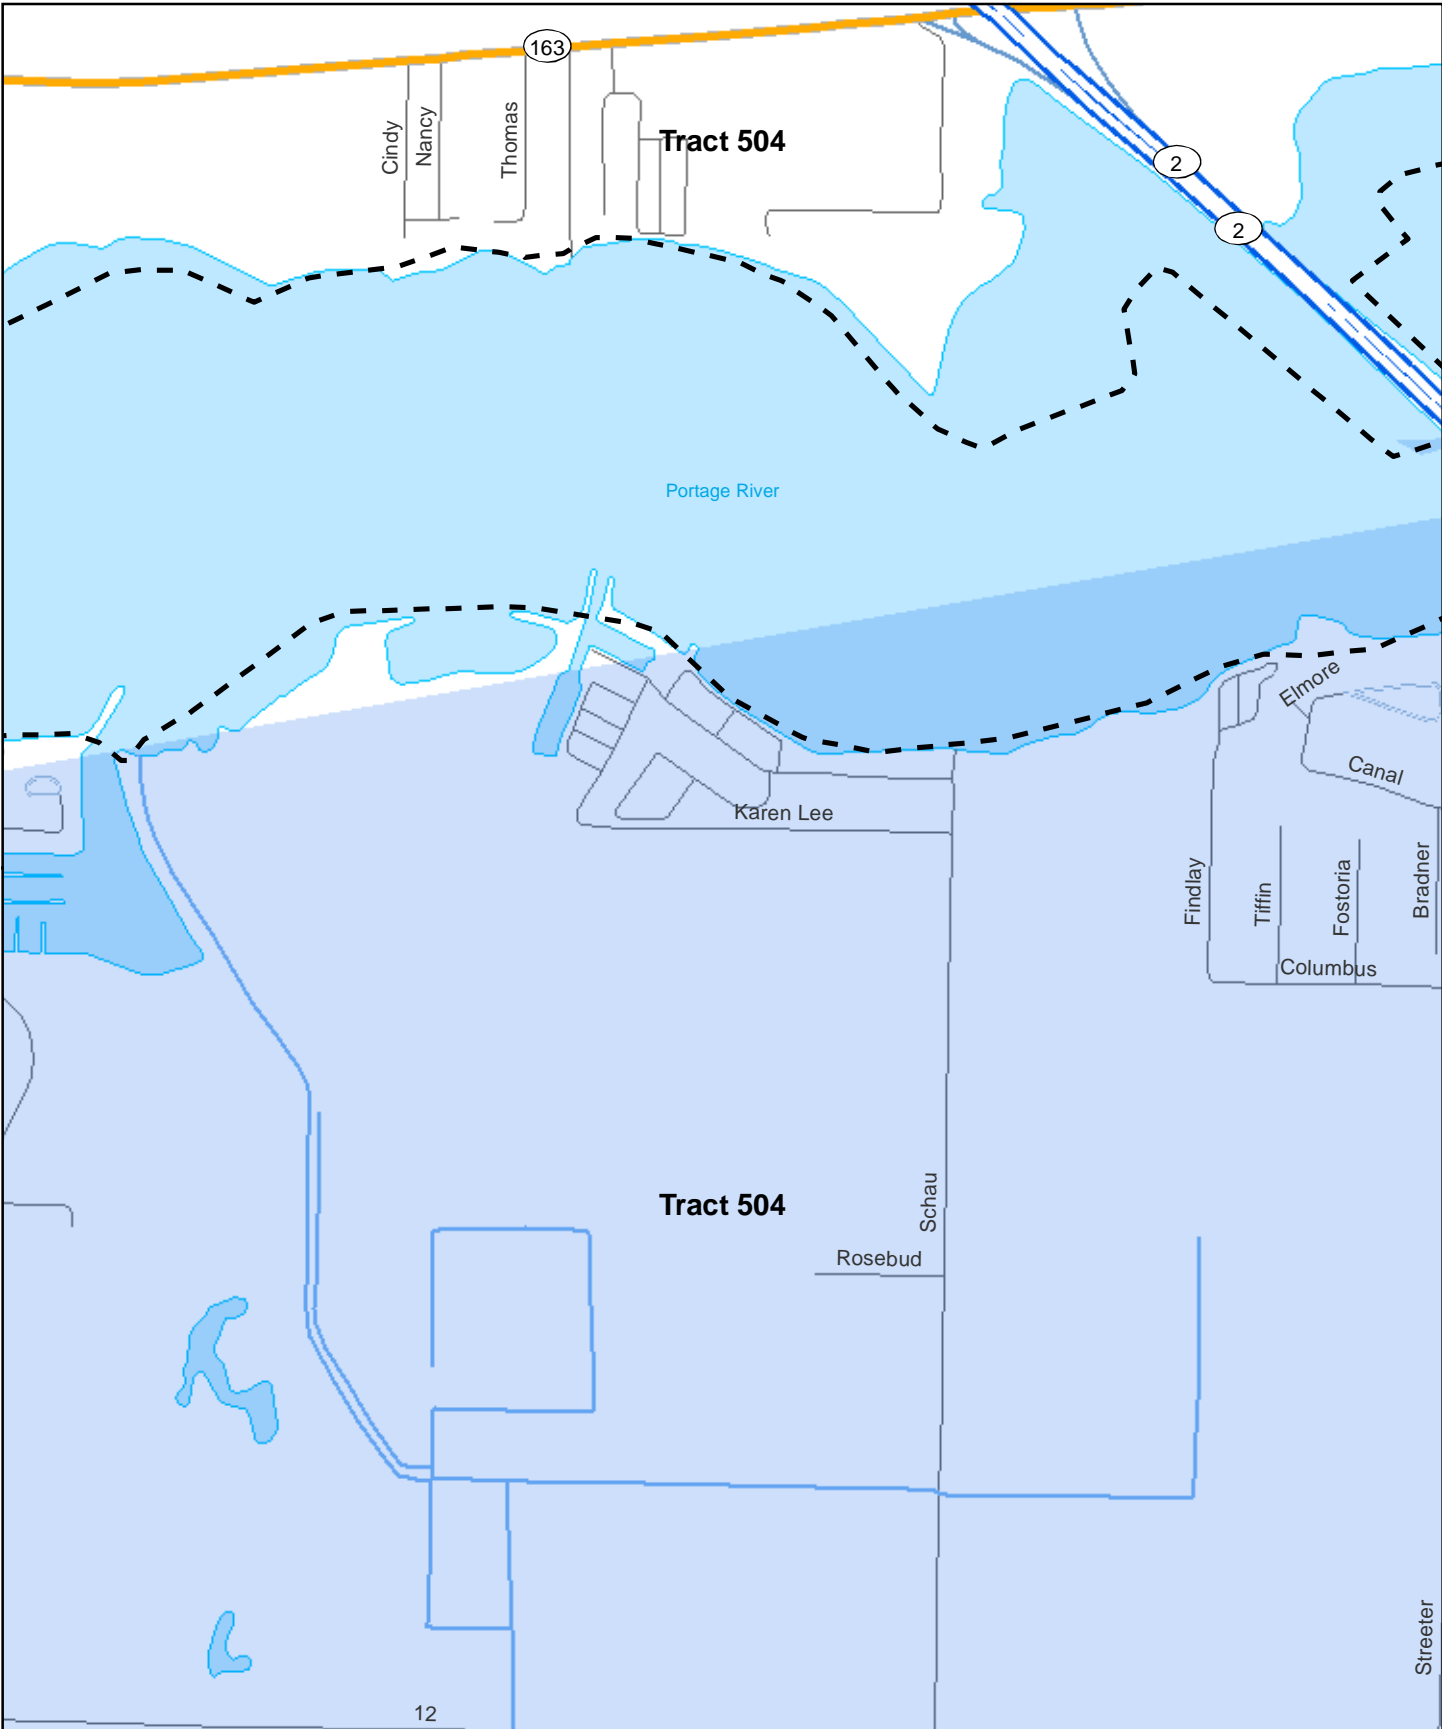 163
Cindy
Nancy
Thomas
Tract 504
2
2
Portage River
Elmore
Canal
Karen Lee
Findlay
Tiffin
Fostoria
Bradner
Columbus
Schau
Tract 504
Rosebud
Streeter
12